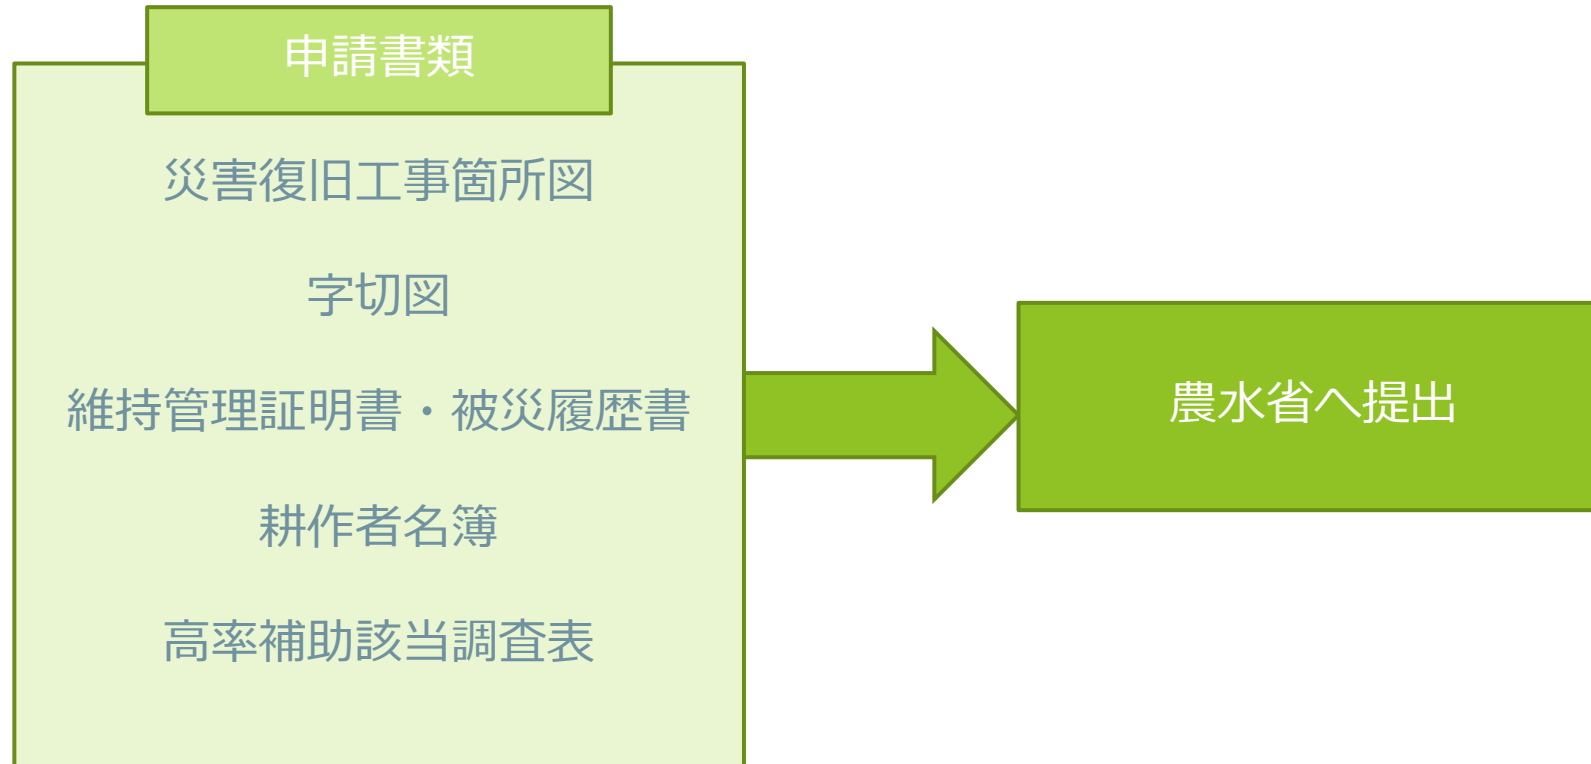 申請書類
災害復旧工事箇所図
字切図
維持管理証明書・被災履歴書
耕作者名簿
高率補助該当調査表
農水省へ提出